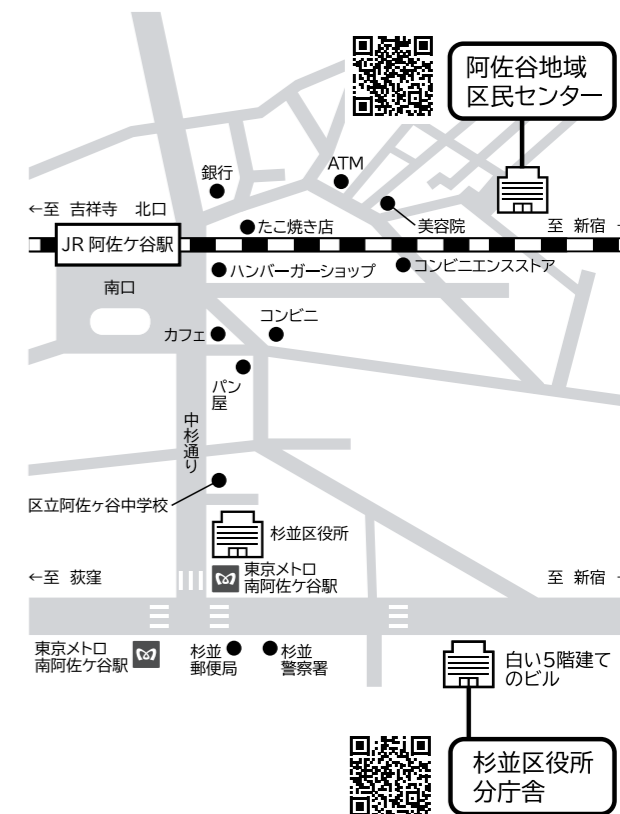 阿佐谷地域
区民センター
銀行
ATM
←至 吉祥寺 北口
たこ焼き店
美容院
至 新宿
JR 阿佐ケ谷駅
ハンバーガーショップ
コンビニエンスストア
南口
コンビニ
カフェ
パン
屋
中杉通り
区立阿佐ヶ谷中学校
杉並区役所
←至 荻窪
東京メトロ
南阿佐ケ谷駅
至 新宿
東京メトロ
南阿佐ケ谷駅
杉並
郵便局
杉並
警察署
白い5階建て
のビル
杉並区役所
分庁舎